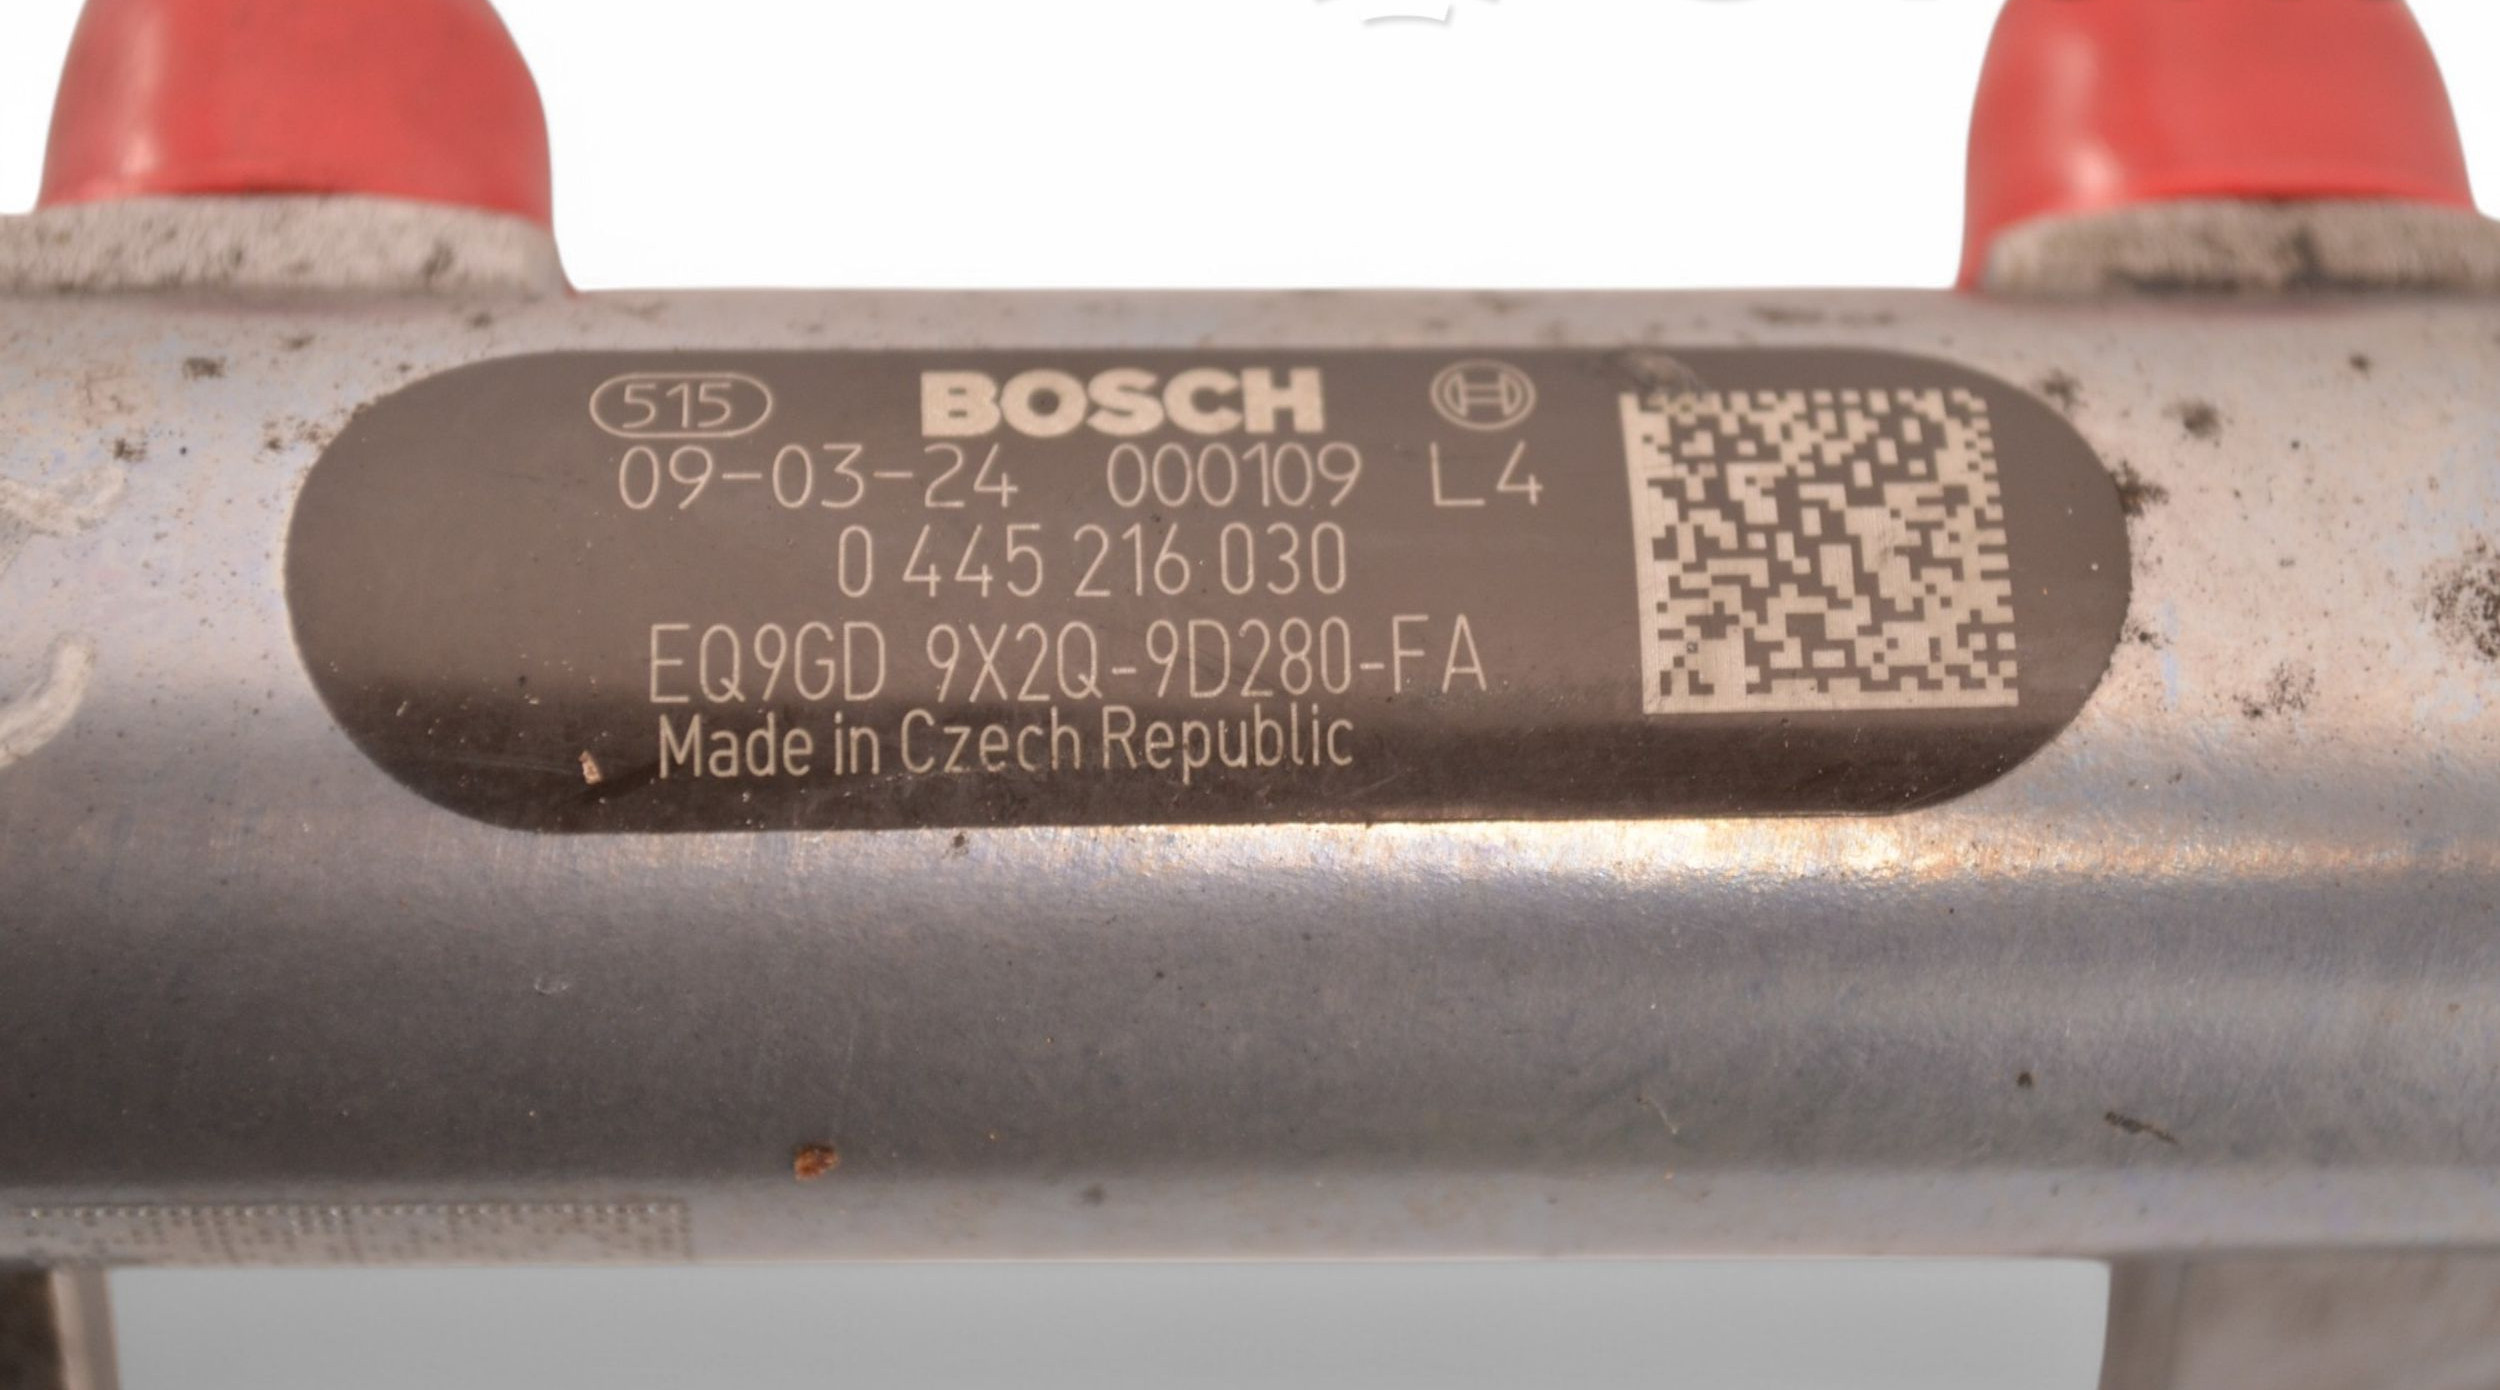 515 BOSCH
09-03-24 000109 L4
0 445 216 030
EQ9GD 9X2Q-9D280-FA
Made in Czech Republic